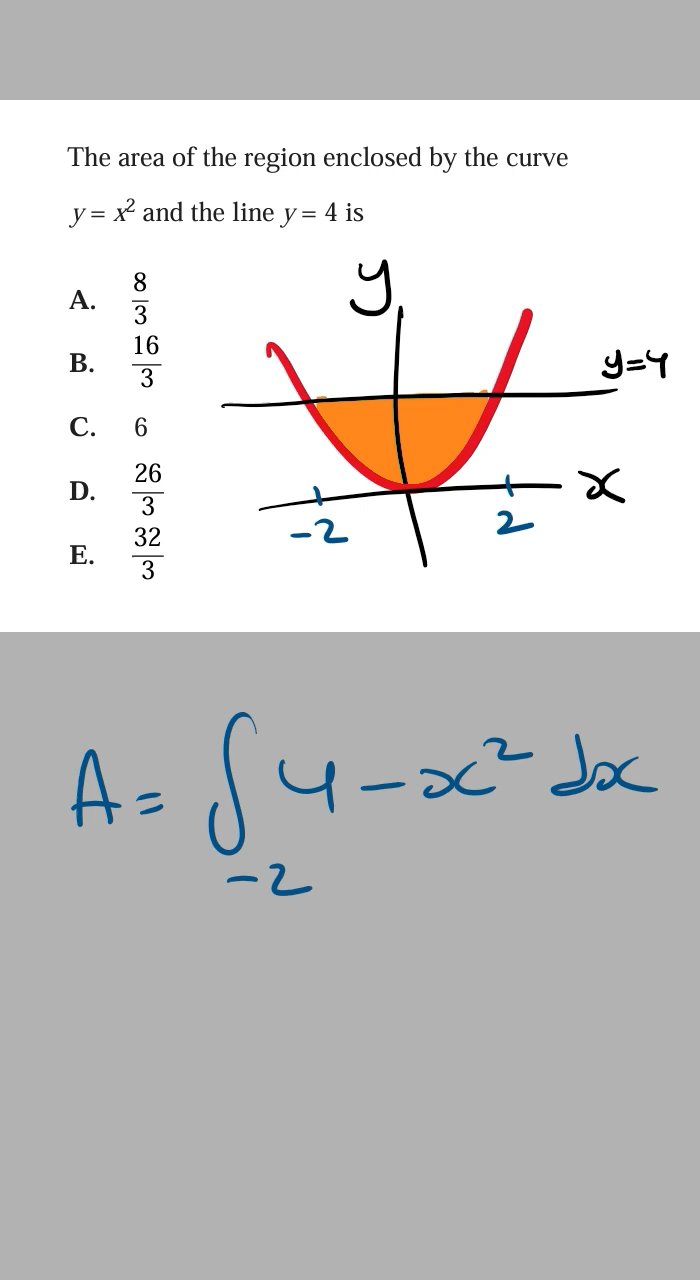 The area of the region enclosed by the curve
y = x² and the line y = 4 is
A. 8/3
B. 16/3
C. 6
D. 26/3
E. 32/3
y
y=4
x
-2
2
A = ∫ 4 - x² dx
-2